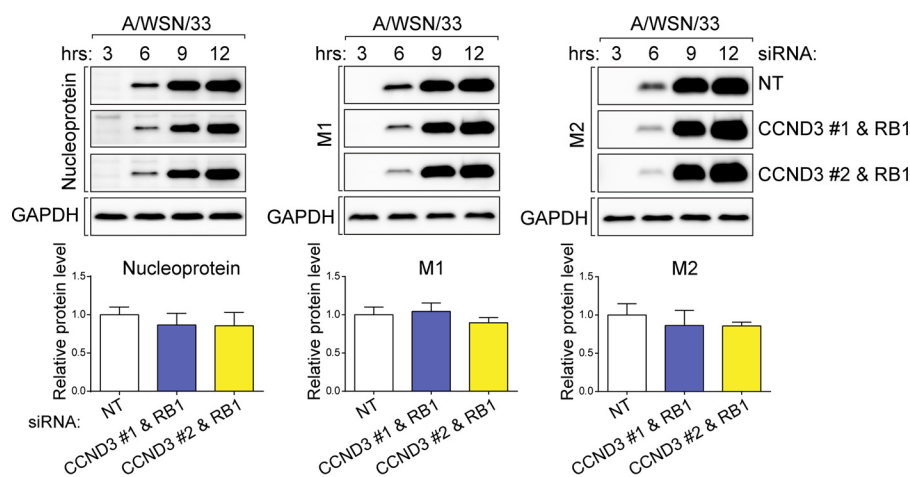 A/WSN/33 A/WSN/33 A/WSN/33
hrs: 3 6 9 12 hrs: 3 6 9 12 hrs: 3 6 9 12 siRNA:
Nucleoprotein M1 M2 NT
CCND3 #1 & RB1
CCND3 #2 & RB1
GAPDH GAPDH GAPDH
Nucleoprotein M1 M2
Relative protein level Relative protein level Relative protein level
1.5 1.5 1.5
1.0 1.0 1.0
0.5 0.5 0.5
0.0 0.0 0.0
siRNA: NT CCND3 #1 & RB1 CCND3 #2 & RB1 NT CCND3 #1 & RB1 CCND3 #2 & RB1 NT CCND3 #1 & RB1 CCND3 #2 & RB1